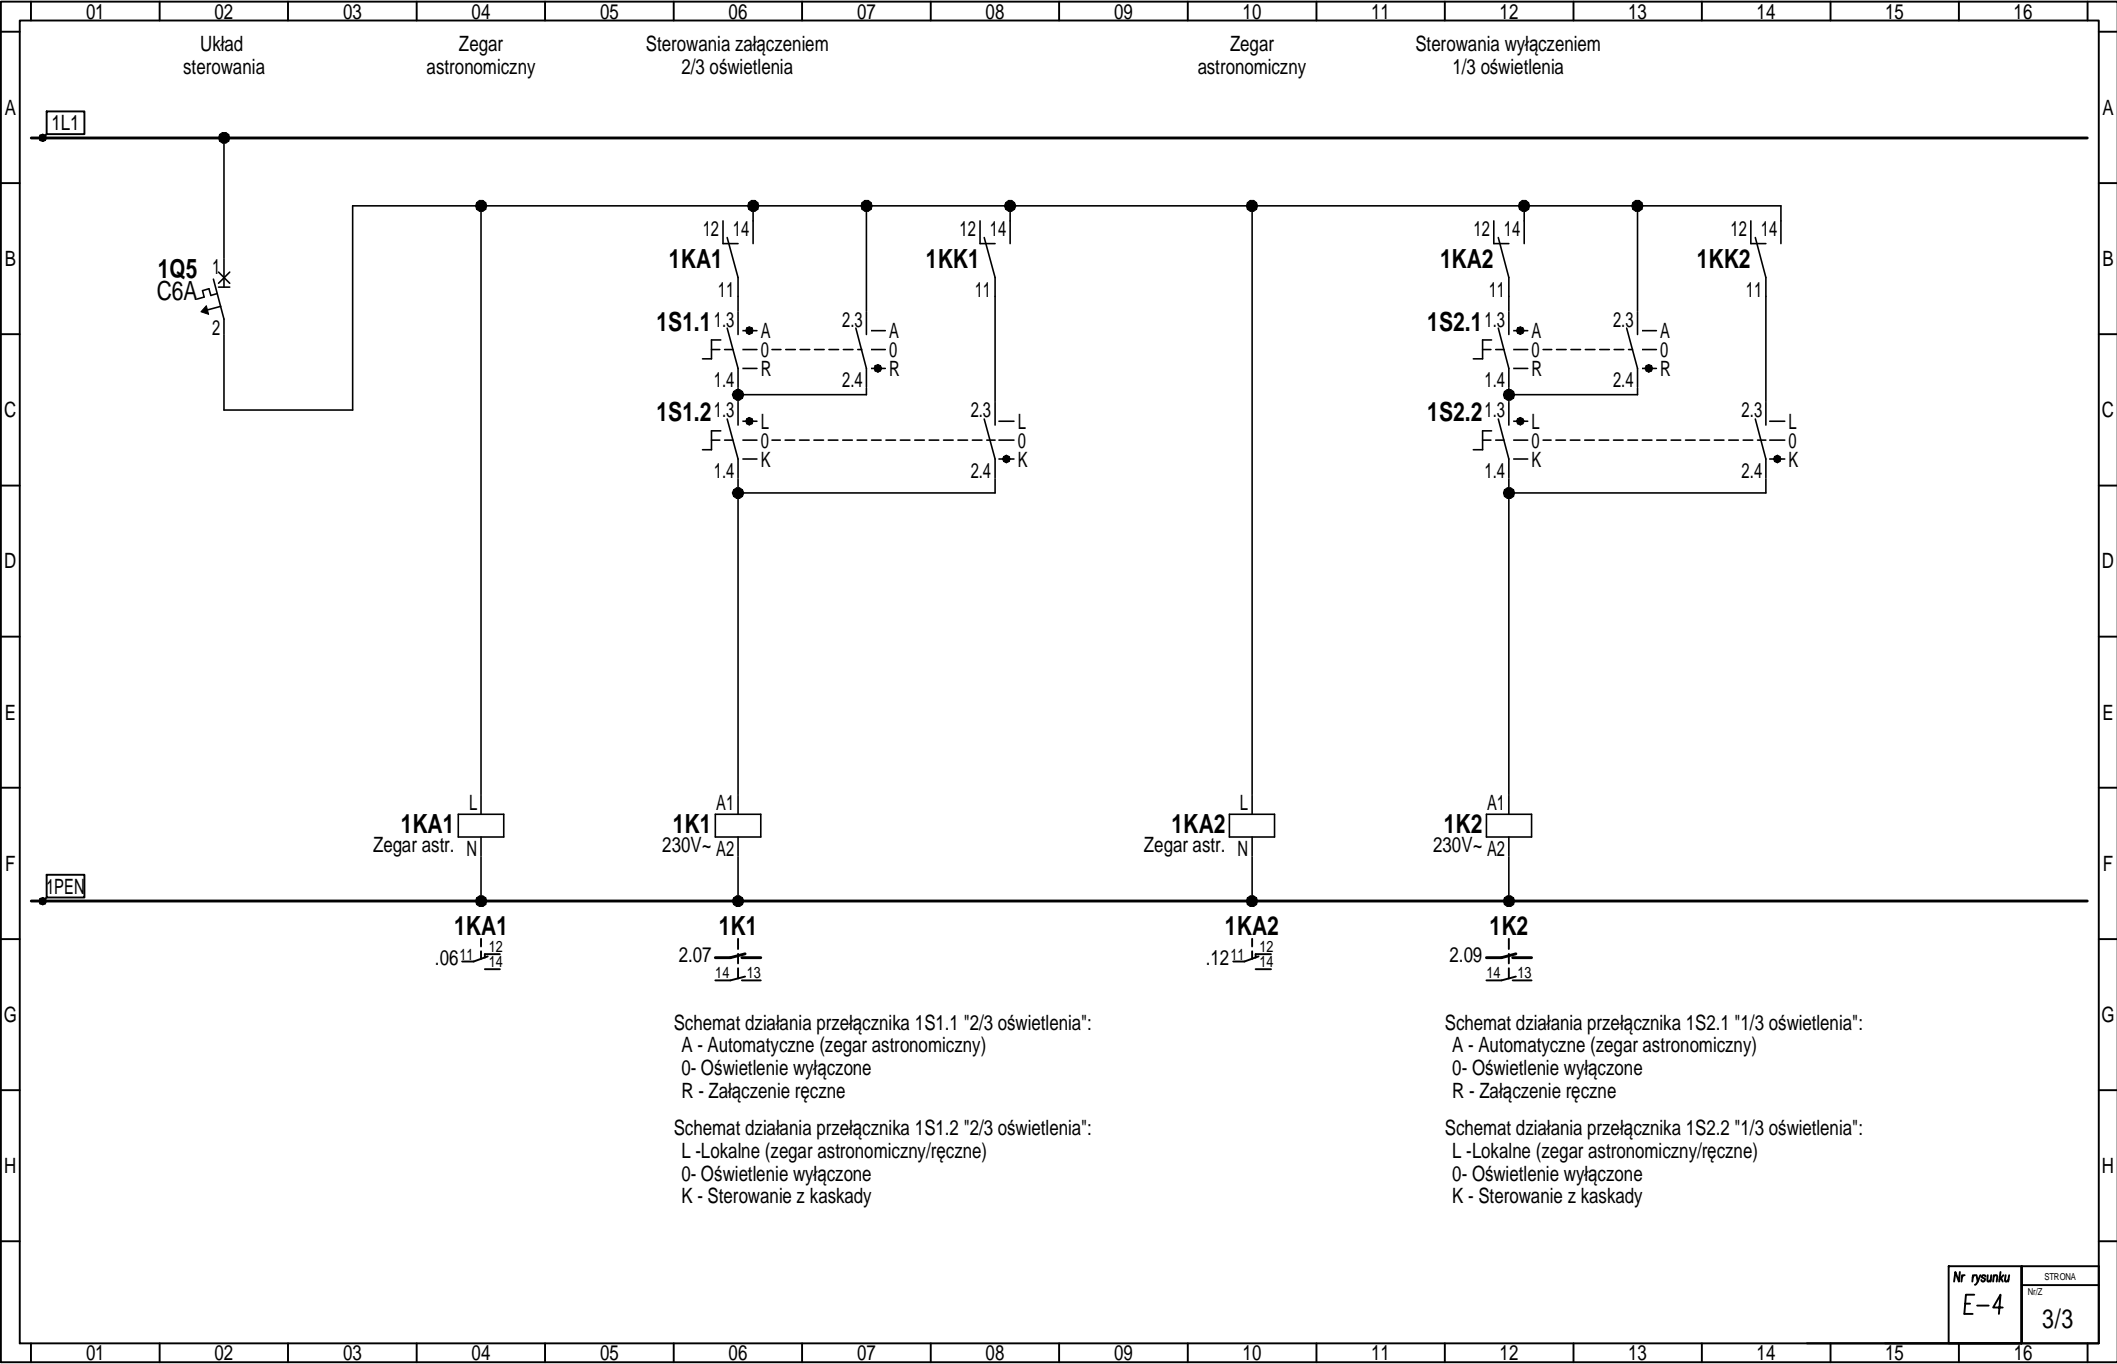 01 02 03 04 05 06 07 08 09 10 11 12 13 14 15 16
Układ
sterowania
Zegar
astronomiczny
Sterowania załączeniem
2/3 oświetlenia
Zegar
astronomiczny
Sterowania wyłączeniem
1/3 oświetlenia
A A
1L1
B B
1Q5
C6A
1
2
12 14
1KA1
11
1S1.1 1.3 A
0
R
1.4
2.3 A
0
R
2.4
12 14
1KK1
11
1S1.2 1.3 L
0
K
1.4
2.3 L
0
K
2.4
12 14
1KA2
11
1S2.1 1.3 A
0
R
1.4
2.3 A
0
R
2.4
12 14
1KK2
11
1S2.2 1.3 L
0
K
1.4
2.3 L
0
K
2.4
C C
D D
E E
L
1KA1
Zegar astr. N
A1
1K1
230V~ A2
L
1KA2
Zegar astr. N
A1
1K2
230V~ A2
F F
1PEN
1KA1
.06 11 12
14
1K1
2.07
14 13
1KA2
.12 11 12
14
1K2
2.09
14 13
G G
Schemat działania przełącznika 1S1.1 "2/3 oświetlenia":
A - Automatyczne (zegar astronomiczny)
0- Oświetlenie wyłączone
R - Załączenie ręczne
Schemat działania przełącznika 1S1.2 "2/3 oświetlenia":
L -Lokalne (zegar astronomiczny/ręczne)
0- Oświetlenie wyłączone
K - Sterowanie z kaskady
Schemat działania przełącznika 1S2.1 "1/3 oświetlenia":
A - Automatyczne (zegar astronomiczny)
0- Oświetlenie wyłączone
R - Załączenie ręczne
Schemat działania przełącznika 1S2.2 "1/3 oświetlenia":
L -Lokalne (zegar astronomiczny/ręczne)
0- Oświetlenie wyłączone
K - Sterowanie z kaskady
H H
Nr rysunku
E-4
STRONA
Nr/Z
3/3
01 02 03 04 05 06 07 08 09 10 11 12 13 14 15 16